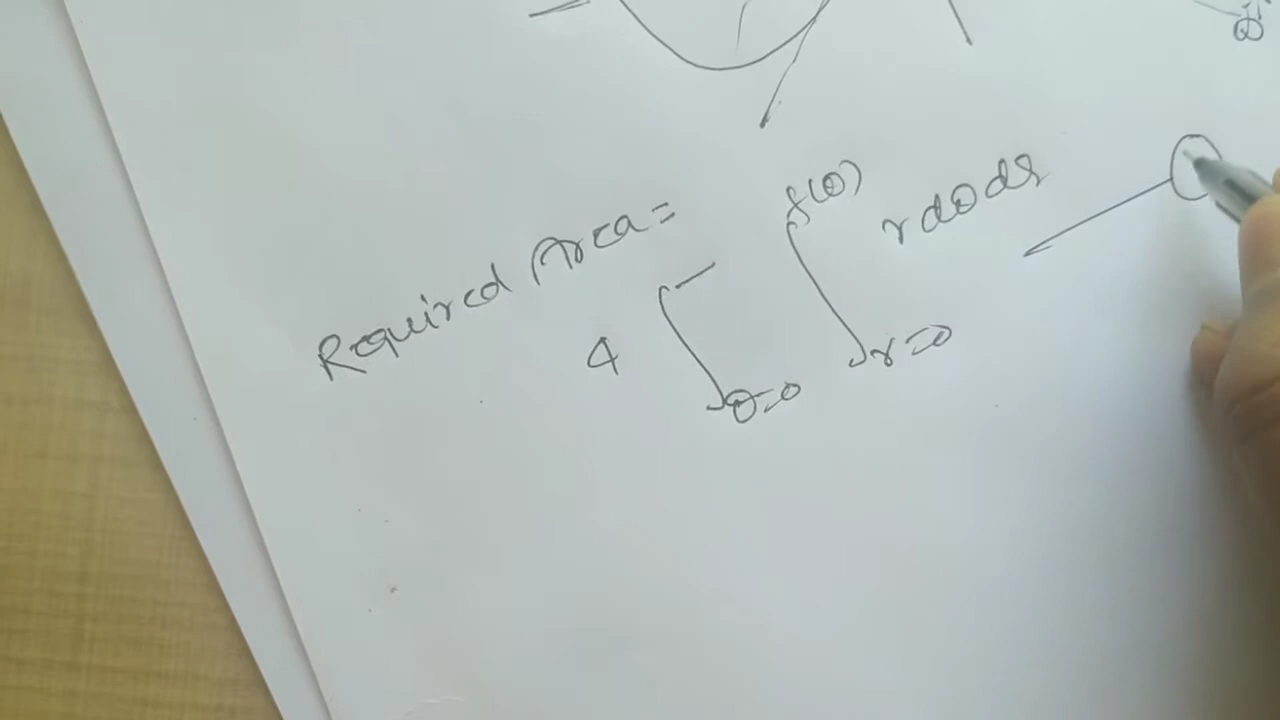 Required Area =
4 ∫θ=0 ∫r=0 f(θ) r dθ dr